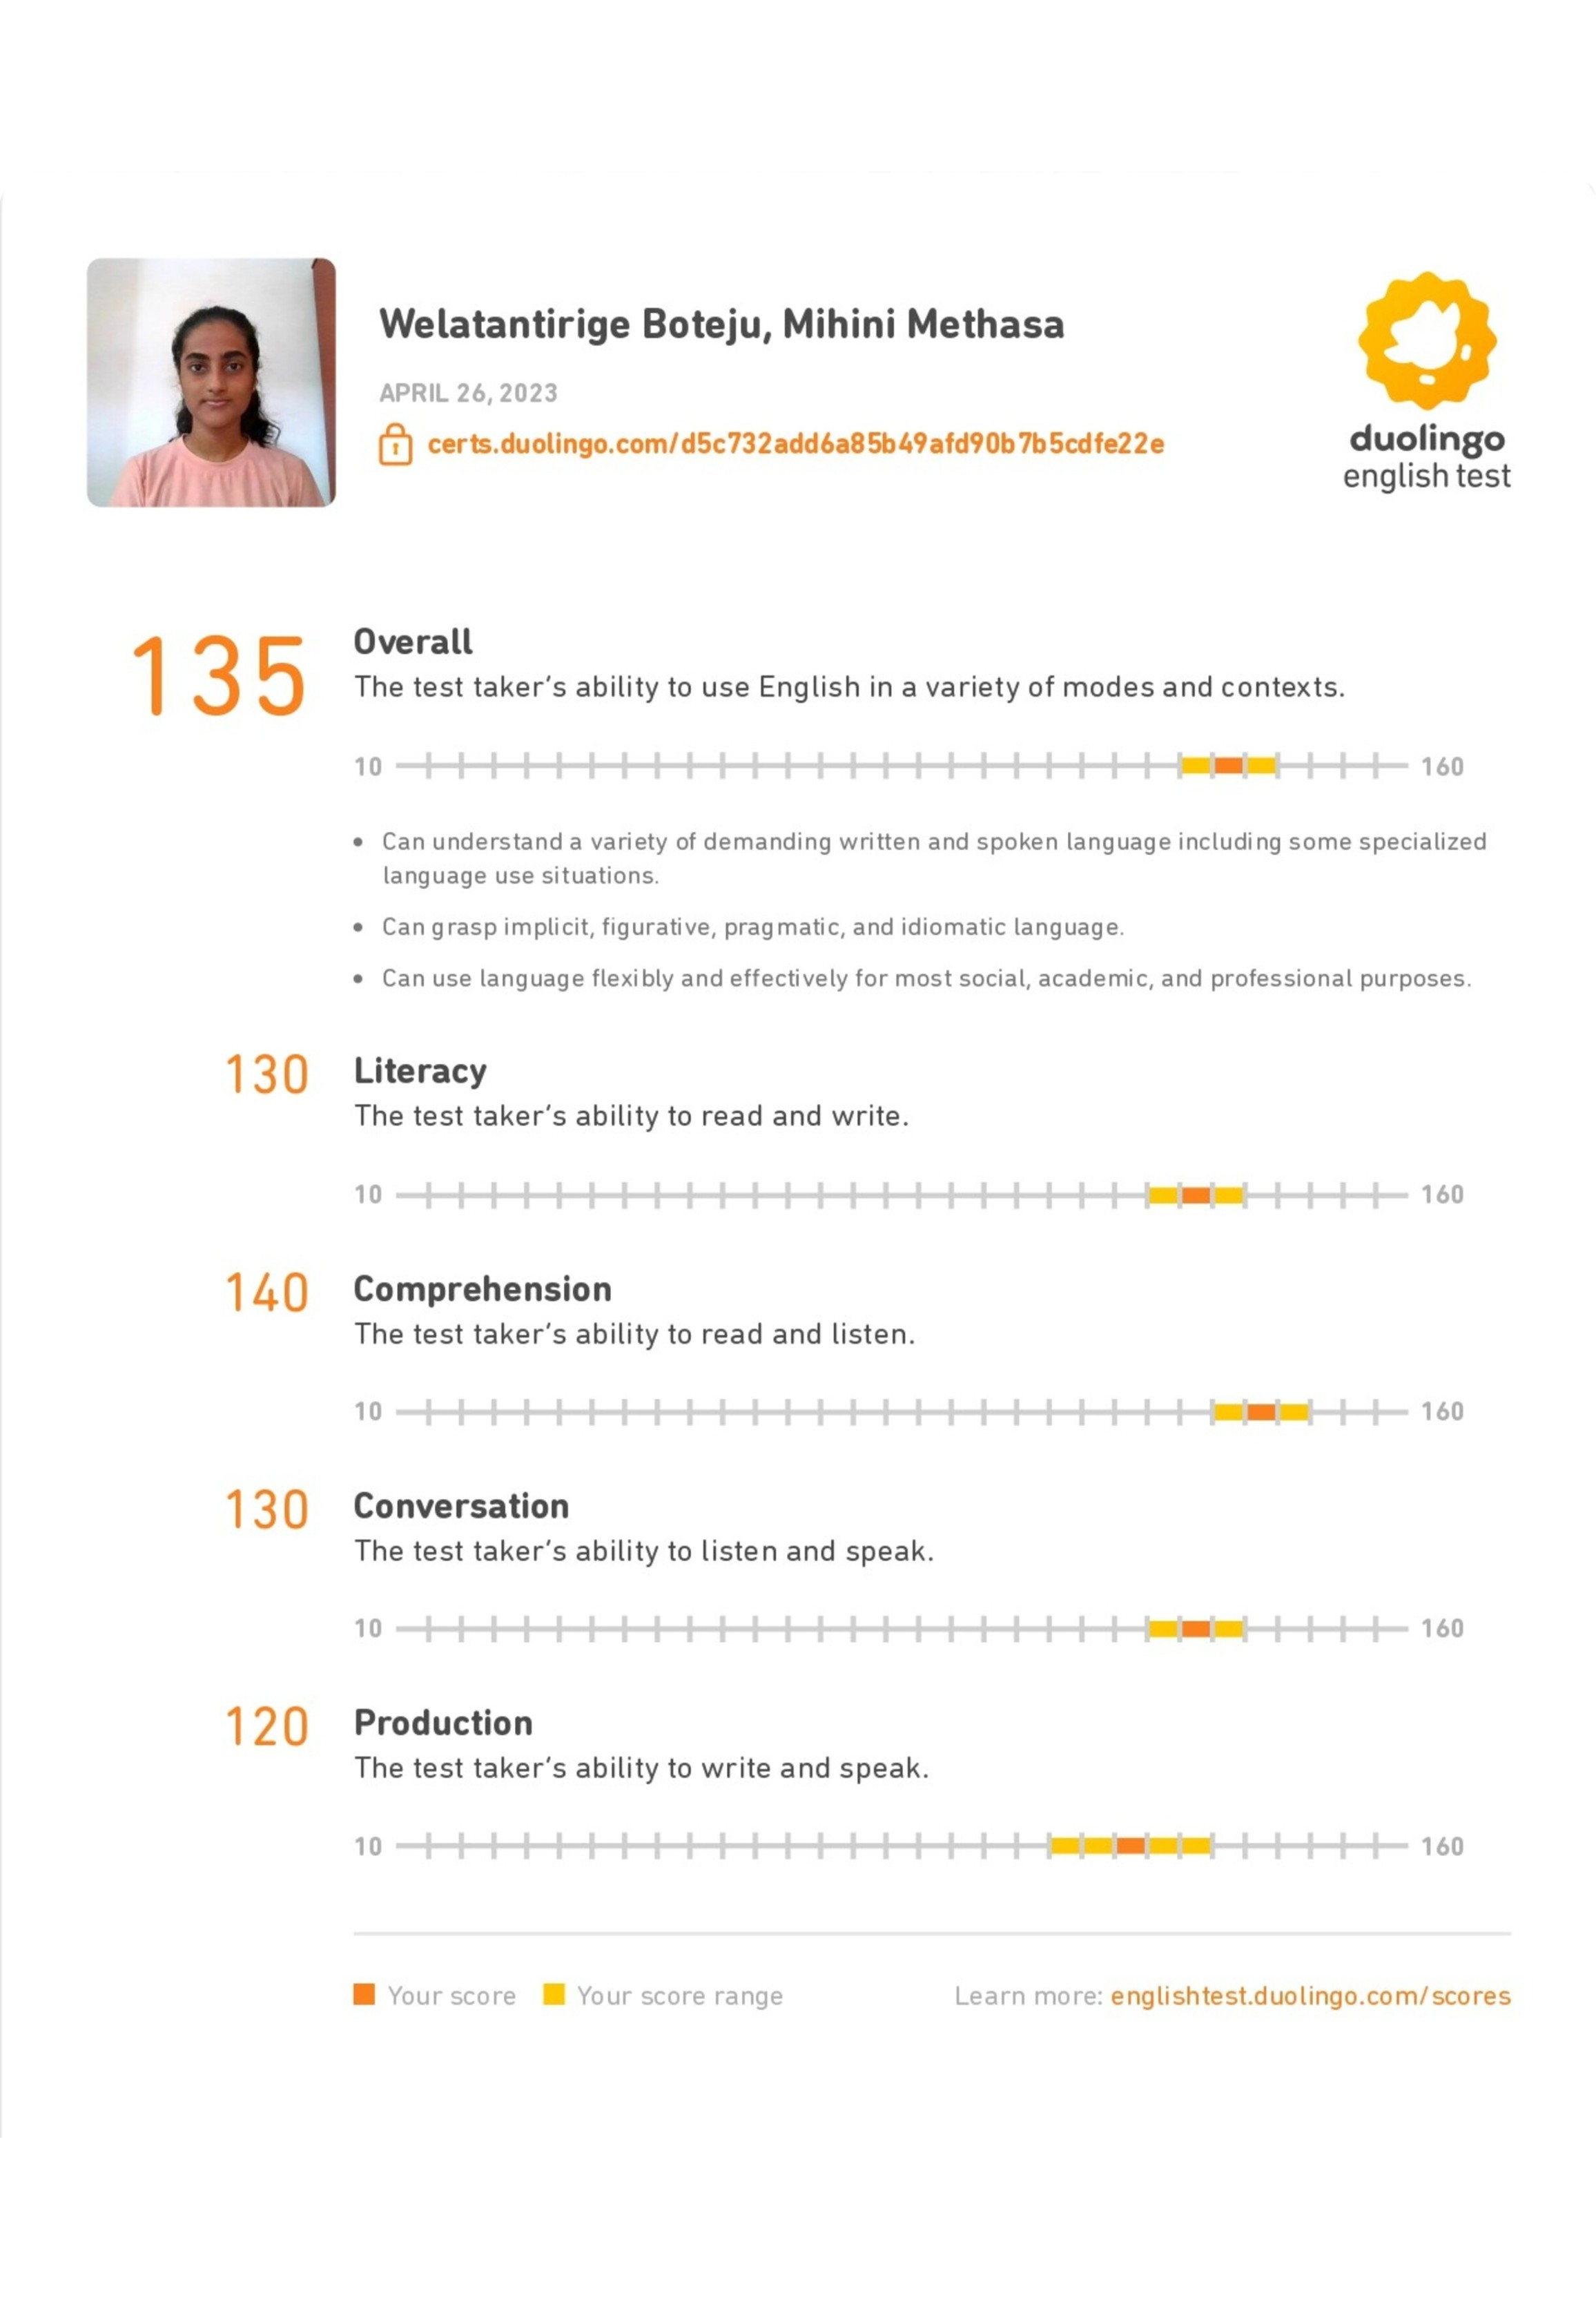 Welatantirige Boteju, Mihini Methasa
APRIL 26, 2023
certs.duolingo.com/d5c732add6a85b49afd90b7b5cdfe22e
duolingo
english test
135
Overall
The test taker's ability to use English in a variety of modes and contexts.
10 160
• Can understand a variety of demanding written and spoken language including some specialized
language use situations.
• Can grasp implicit, figurative, pragmatic, and idiomatic language.
• Can use language flexibly and effectively for most social, academic, and professional purposes.
130 Literacy
The test taker's ability to read and write.
10 160
140 Comprehension
The test taker's ability to read and listen.
10 160
130 Conversation
The test taker's ability to listen and speak.
10 160
120 Production
The test taker's ability to write and speak.
10 160
Your score Your score range Learn more: englishtest.duolingo.com/scores